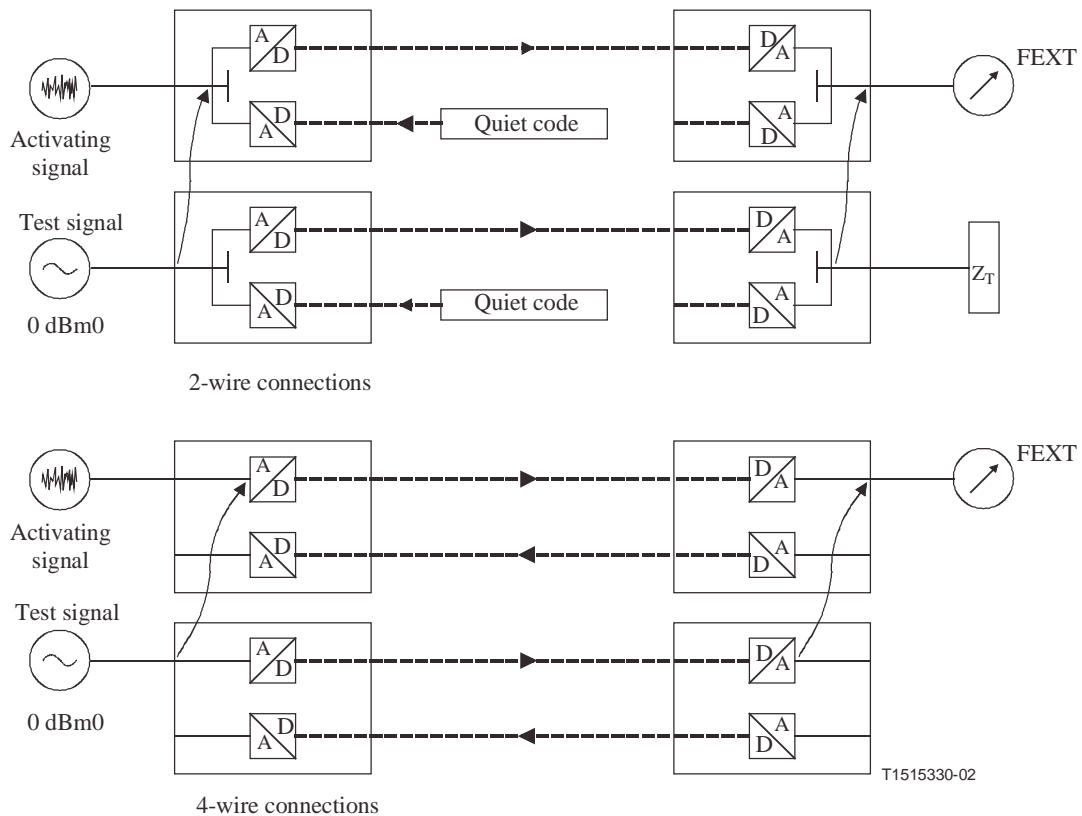 A D
D A
FEXT
Activating signal
A D
Quiet code
A D
Test signal
A D
D A
0 dBm0
A D
Quiet code
A D
Z_T
2-wire connections
A D
D A
FEXT
Activating signal
A D
A D
Test signal
A D
D A
0 dBm0
A D
A D
T1515330-02
4-wire connections